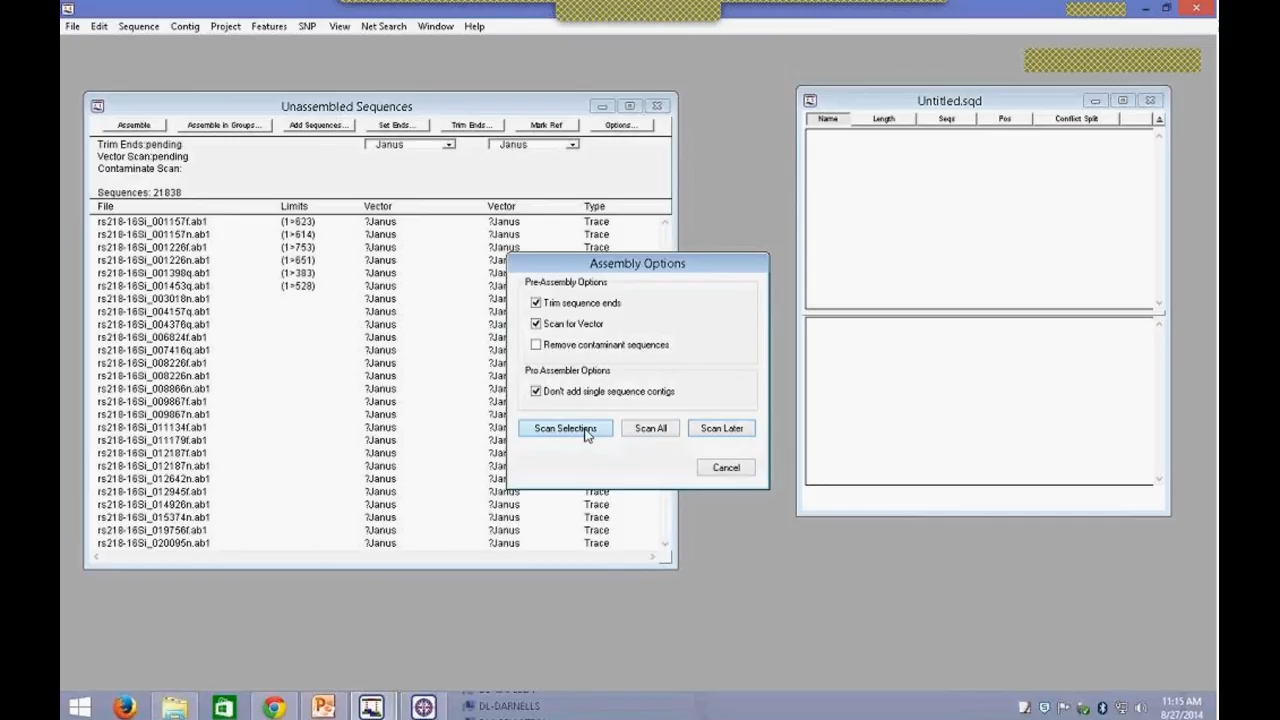 File Edit Sequence Contig Project Features SNP View Net Search Window Help
Unassembled Sequences
Assemble Assemble in Groups... Add Sequences... Set Ends... Trim Ends... Mark Ref Options...
Trim Ends:pending Janus Janus
Vector Scan:pending
Contaminate Scan:
Sequences: 21838
File Limits Vector Vector Type
rs218-16Si_001157f.ab1 (1>623) ?Janus ?Janus Trace
rs218-16Si_001157n.ab1 (1>614) ?Janus ?Janus Trace
rs218-16Si_001226f.ab1 (1>753) ?Janus ?Janus Trace
rs218-16Si_001226n.ab1 (1>651) ?Janus
rs218-16Si_001398q.ab1 (1>383) ?Janus
rs218-16Si_001453q.ab1 (1>528) ?Janus
rs218-16Si_003018n.ab1 ?Janus
rs218-16Si_004157q.ab1 ?Janus
rs218-16Si_004376q.ab1 ?Janus
rs218-16Si_006824f.ab1 ?Janus
rs218-16Si_007416q.ab1 ?Janus
rs218-16Si_008226f.ab1 ?Janus
rs218-16Si_008226n.ab1 ?Janus
rs218-16Si_008866n.ab1 ?Janus
rs218-16Si_009867f.ab1 ?Janus
rs218-16Si_009867n.ab1 ?Janus
rs218-16Si_011134f.ab1 ?Janus
rs218-16Si_011179f.ab1 ?Janus
rs218-16Si_012187f.ab1 ?Janus
rs218-16Si_012187n.ab1 ?Janus
rs218-16Si_012642n.ab1 ?Janus
rs218-16Si_012945f.ab1 ?Janus ?Janus Trace
rs218-16Si_014926n.ab1 ?Janus ?Janus Trace
rs218-16Si_015374n.ab1 ?Janus ?Janus Trace
rs218-16Si_019756f.ab1 ?Janus ?Janus Trace
rs218-16Si_020095n.ab1 ?Janus ?Janus Trace
Assembly Options
Pre-Assembly Options
Trim sequence ends
Scan for Vector
Remove contaminant sequences
Pro Assembler Options
Don't add single sequence contigs
Scan Selections Scan All Scan Later
Cancel
Untitled.sqd
Name Length Seqs Pos Conflict Split
DL-DARNELLS
11:15 AM
8/27/2014